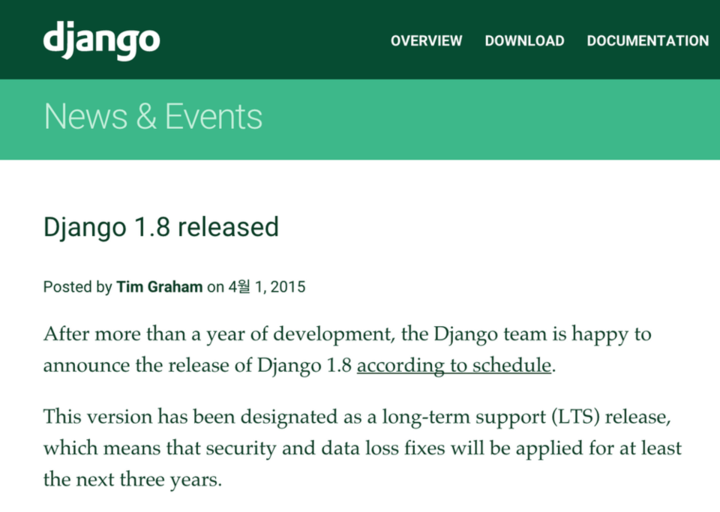 django
OVERVIEW DOWNLOAD DOCUMENTATION
News & Events
Django 1.8 released
Posted by Tim Graham on 4월 1, 2015
After more than a year of development, the Django team is happy to
announce the release of Django 1.8 according to schedule.
This version has been designated as a long-term support (LTS) release,
which means that security and data loss fixes will be applied for at least
the next three years.